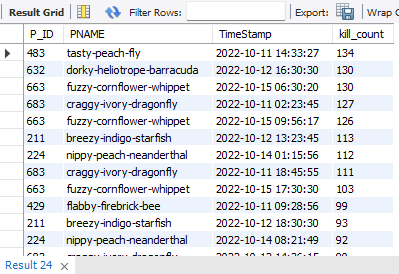 Result Grid Filter Rows: Export: Wrap C
P_ID PNAME TimeStamp kill_count
483 tasty-peach-fly 2022-10-11 14:33:27 134
632 dorky-heliotrope-barracuda 2022-10-12 16:30:30 130
663 fuzzy-cornflower-whippet 2022-10-15 06:30:20 130
683 craggy-ivory-dragonfly 2022-10-11 02:23:45 127
663 fuzzy-cornflower-whippet 2022-10-15 09:56:17 126
211 breezy-indigo-starfish 2022-10-12 13:23:45 113
224 nippy-peach-neanderthal 2022-10-14 01:15:56 112
683 craggy-ivory-dragonfly 2022-10-11 18:45:55 111
663 fuzzy-cornflower-whippet 2022-10-15 17:30:30 103
429 flabby-firebrick-bee 2022-10-11 09:28:56 99
211 breezy-indigo-starfish 2022-10-12 18:30:30 93
224 nippy-peach-neanderthal 2022-10-14 08:21:49 92
683 craggy-ivory-dragonfly
Result 24